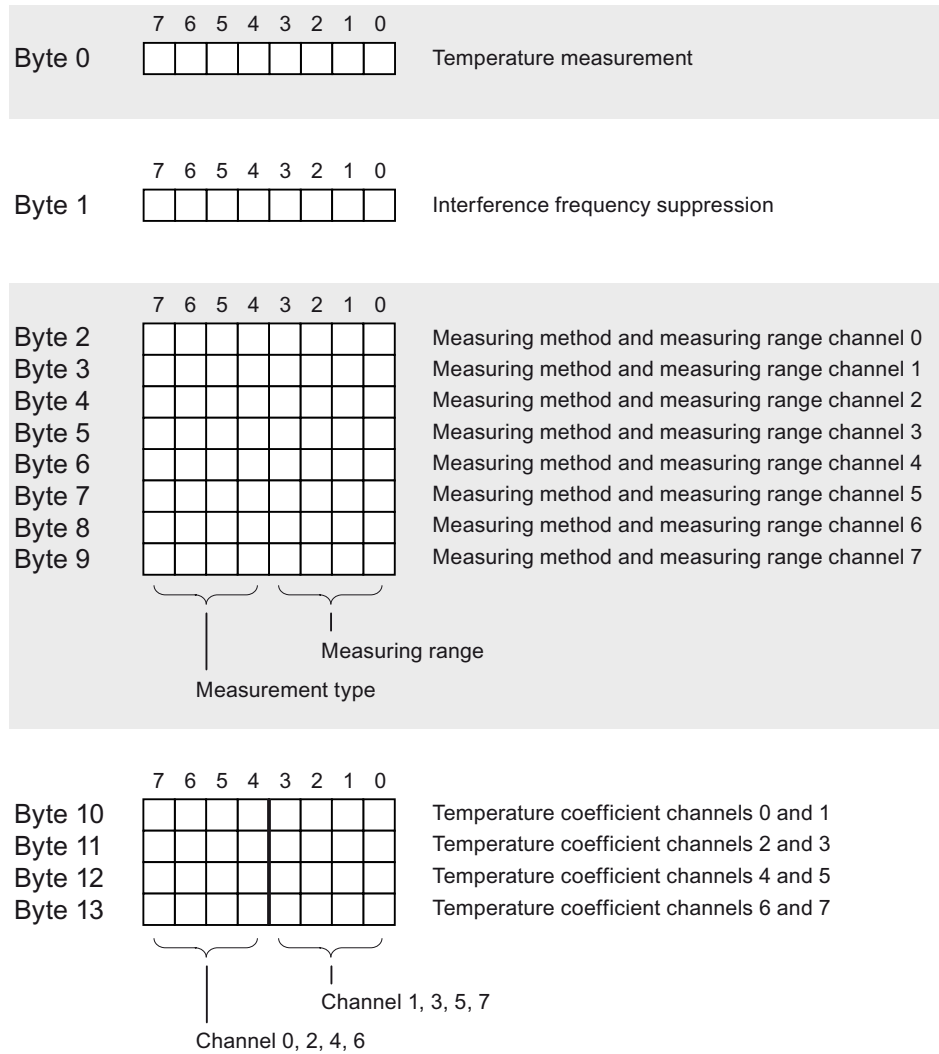 7 6 5 4 3 2 1 0
Byte 0 Temperature measurement
7 6 5 4 3 2 1 0
Byte 1 Interference frequency suppression
7 6 5 4 3 2 1 0
Byte 2 Measuring method and measuring range channel 0
Byte 3 Measuring method and measuring range channel 1
Byte 4 Measuring method and measuring range channel 2
Byte 5 Measuring method and measuring range channel 3
Byte 6 Measuring method and measuring range channel 4
Byte 7 Measuring method and measuring range channel 5
Byte 8 Measuring method and measuring range channel 6
Byte 9 Measuring method and measuring range channel 7
Measuring range
Measurement type
7 6 5 4 3 2 1 0
Byte 10 Temperature coefficient channels 0 and 1
Byte 11 Temperature coefficient channels 2 and 3
Byte 12 Temperature coefficient channels 4 and 5
Byte 13 Temperature coefficient channels 6 and 7
Channel 1, 3, 5, 7
Channel 0, 2, 4, 6